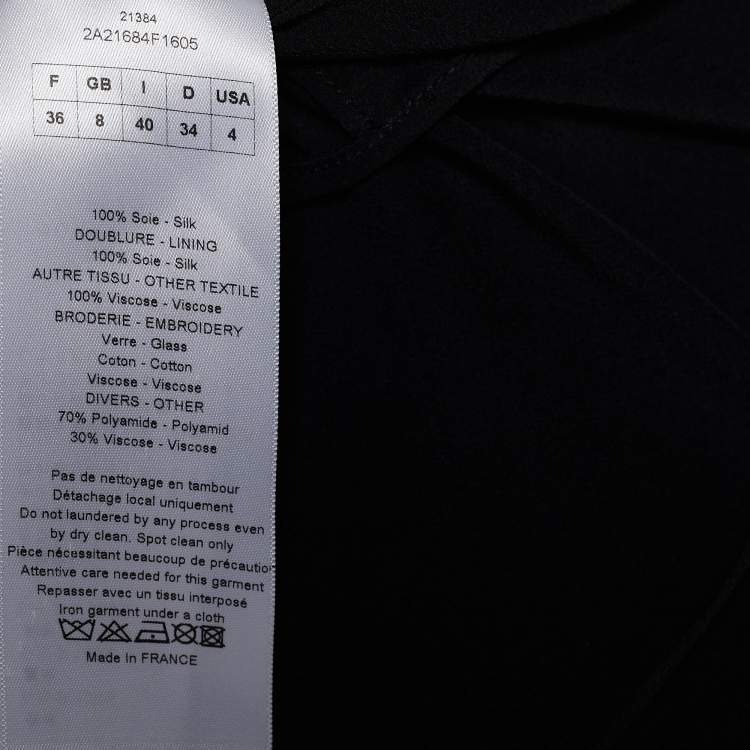 21384
2A21684F1605
F GB I D USA
36 8 40 34 4
100% Soie - Silk
DOUBLURE - LINING
100% Soie - Silk
AUTRE TISSU - OTHER TEXTILE
100% Viscose - Viscose
BRODERIE - EMBROIDERY
Verre - Glass
Coton - Cotton
Viscose - Viscose
DIVERS - OTHER
70% Polyamide - Polyamid
30% Viscose - Viscose
Pas de nettoyage en tambour
Détachage local uniquement
Do not laundered by any process even
by dry clean. Spot clean only
Pièce nécessitant beaucoup de précautio
Attentive care needed for this garment
Repasser avec un tissu interposé
Iron garment under a cloth
Made In FRANCE